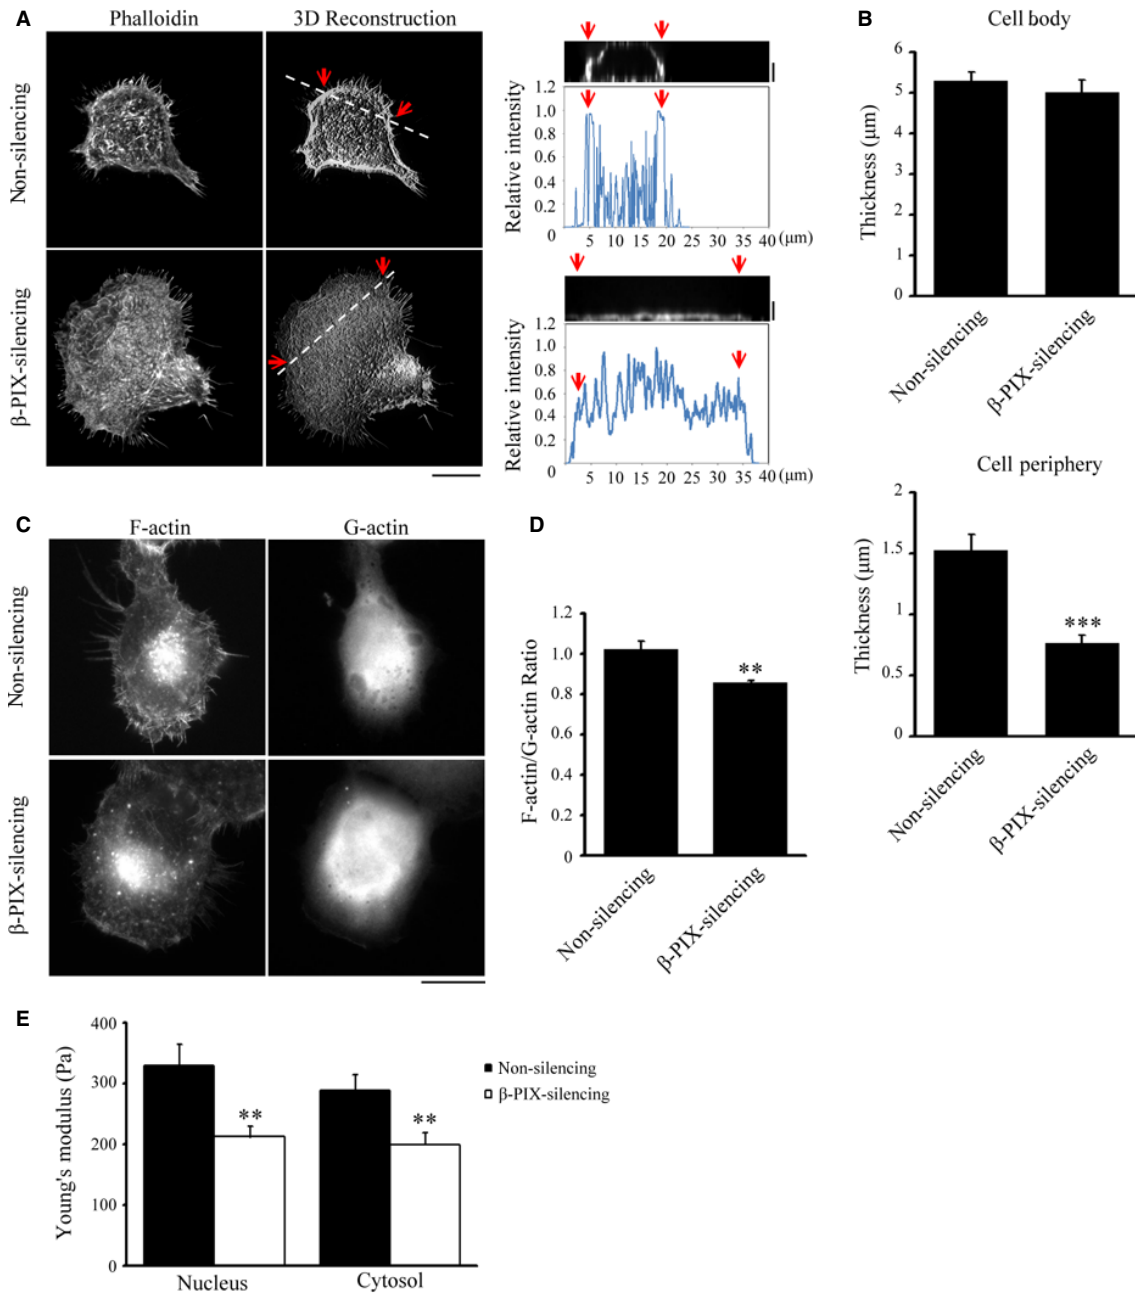 A
Phalloidin
3D Reconstruction
Non-silencing
β-PIX-silencing
Relative intensity
1.2
1.0
0.8
0.6
0.4
0.2
0
5 10 15 20 25 30 35 40 (μm)
Relative intensity
1.2
1.0
0.8
0.6
0.4
0.2
0
5 10 15 20 25 30 35 40 (μm)
B
Cell body
Thickness (μm)
6
5
4
3
2
1
0
Non-silencing
β-PIX-silencing
Cell periphery
Thickness (μm)
2
1.5
1
0.5
0
***
Non-silencing
β-PIX-silencing
C
F-actin
G-actin
Non-silencing
β-PIX-silencing
D
F-actin/G-actin Ratio
1.2
1.0
0.8
0.6
0.4
0.2
0
**
Non-silencing
β-PIX-silencing
E
Young's modulus (Pa)
400
300
200
100
0
**
**
Nucleus
Cytosol
Non-silencing
β-PIX-silencing